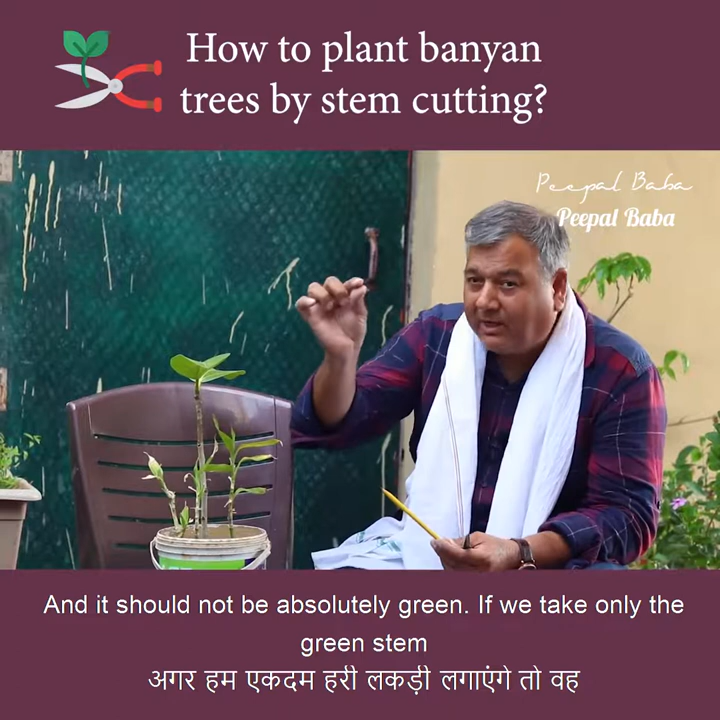 How to plant banyan
trees by stem cutting?
Peepal Baba
Peepal Baba
And it should not be absolutely green. If we take only the
green stem
अगर हम एकदम हरी लकड़ी लगाएंगे तो वह